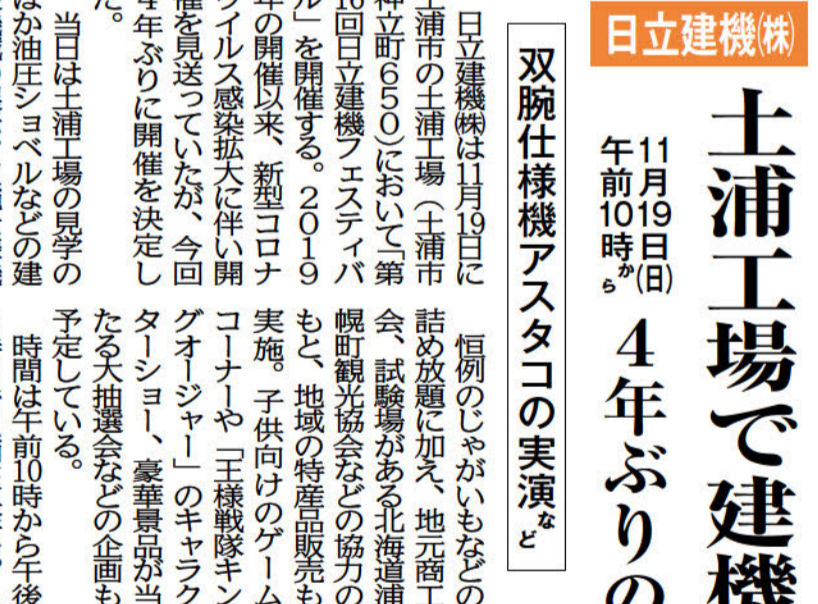 日立建機㈱
土浦工場で建機
11月19日(日)
午前10時から
4年ぶりの
双腕仕様機アスタコの実演など
日立建機㈱は11月19日に
土浦市の土浦工場(土浦市
神立町650)において「第
回日立建機フェスティバ
ル」を開催する。2019
年の開催以来、新型コロナ
ウイルス感染拡大に伴い開
催を見送っていたが、今回
4年ぶりに開催を決定し
た。
当日は土浦工場の見学の
ほか油圧ショベルなどの建
恒例のじゃがいもなどの
詰め放題に加え、地元商工
会、試験場がある北海道浦
幌町観光協会などの協力の
もと、地域の特産品販売も
実施。子供向けのゲーム
コーナーや「王様戦隊キン
グオージャー」のキャラク
ターショー、豪華景品が当
たる大抽選会などの企画も
予定している。
時間は午前10時から午後